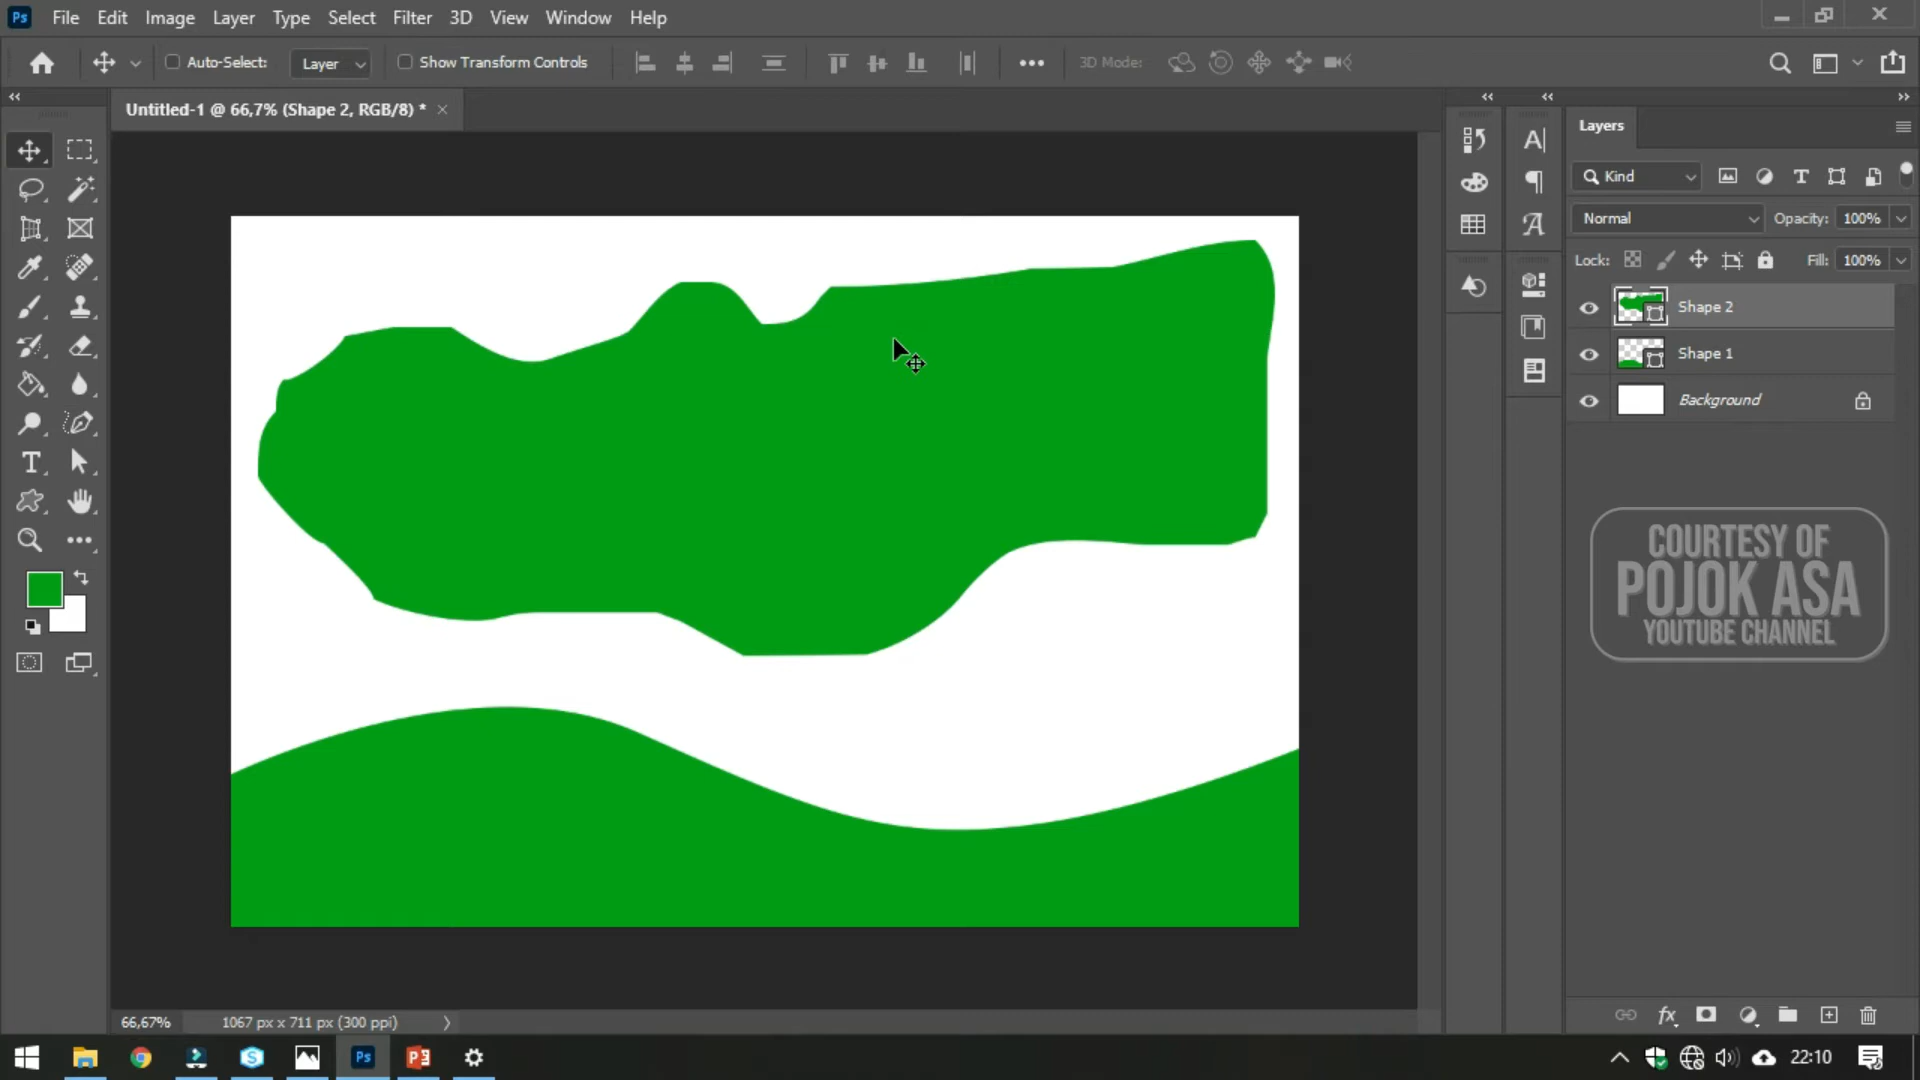 Ps File Edit Image Layer Type Select Filter 3D View Window Help
Auto-Select: Layer Show Transform Controls 3D Mode:
Untitled-1 @ 66,7% (Shape 2, RGB/8) *
Layers
Kind
Normal Opacity: 100%
Lock: Fill: 100%
Shape 2
Shape 1
Background
COURTESY OF
POJOK ASA
YOUTUBE CHANNEL
66,67% 1067 px x 711 px (300 ppi)
22:10